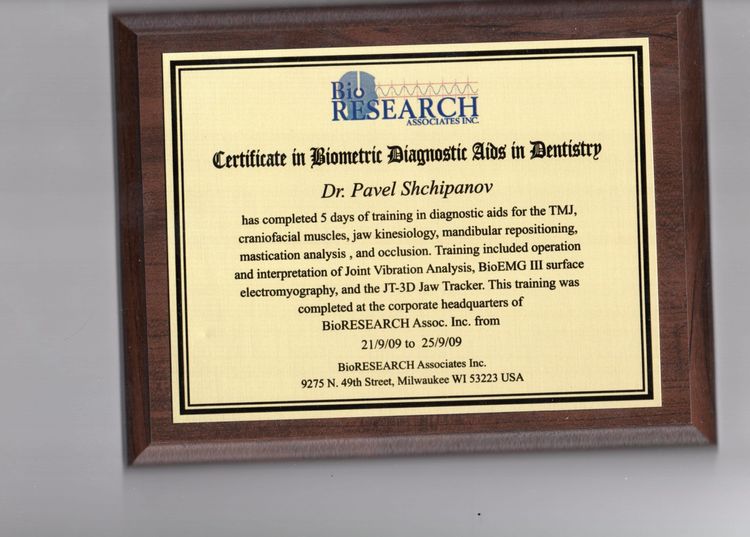 Bio
RESEARCH
ASSOCIATES INC.
Certificate in Biometric Diagnostic Aids in Dentistry
Dr. Pavel Shchipanov
has completed 5 days of training in diagnostic aids for the TMJ,
craniofacial muscles, jaw kinesiology, mandibular repositioning,
mastication analysis , and occlusion. Training included operation
and interpretation of Joint Vibration Analysis, BioEMG III surface
electromyography, and the JT-3D Jaw Tracker. This training was
completed at the corporate headquarters of
BioRESEARCH Assoc. Inc. from
21/9/09 to 25/9/09
BioRESEARCH Associates Inc.
9275 N. 49th Street, Milwaukee WI 53223 USA